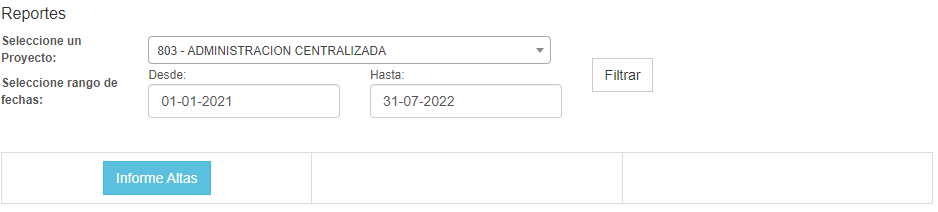 Reportes
Seleccione un
Proyecto:
803 - ADMINISTRACION CENTRALIZADA
Seleccione rango de
fechas:
Desde:
Hasta:
01-01-2021
31-07-2022
Filtrar
Informe Altas